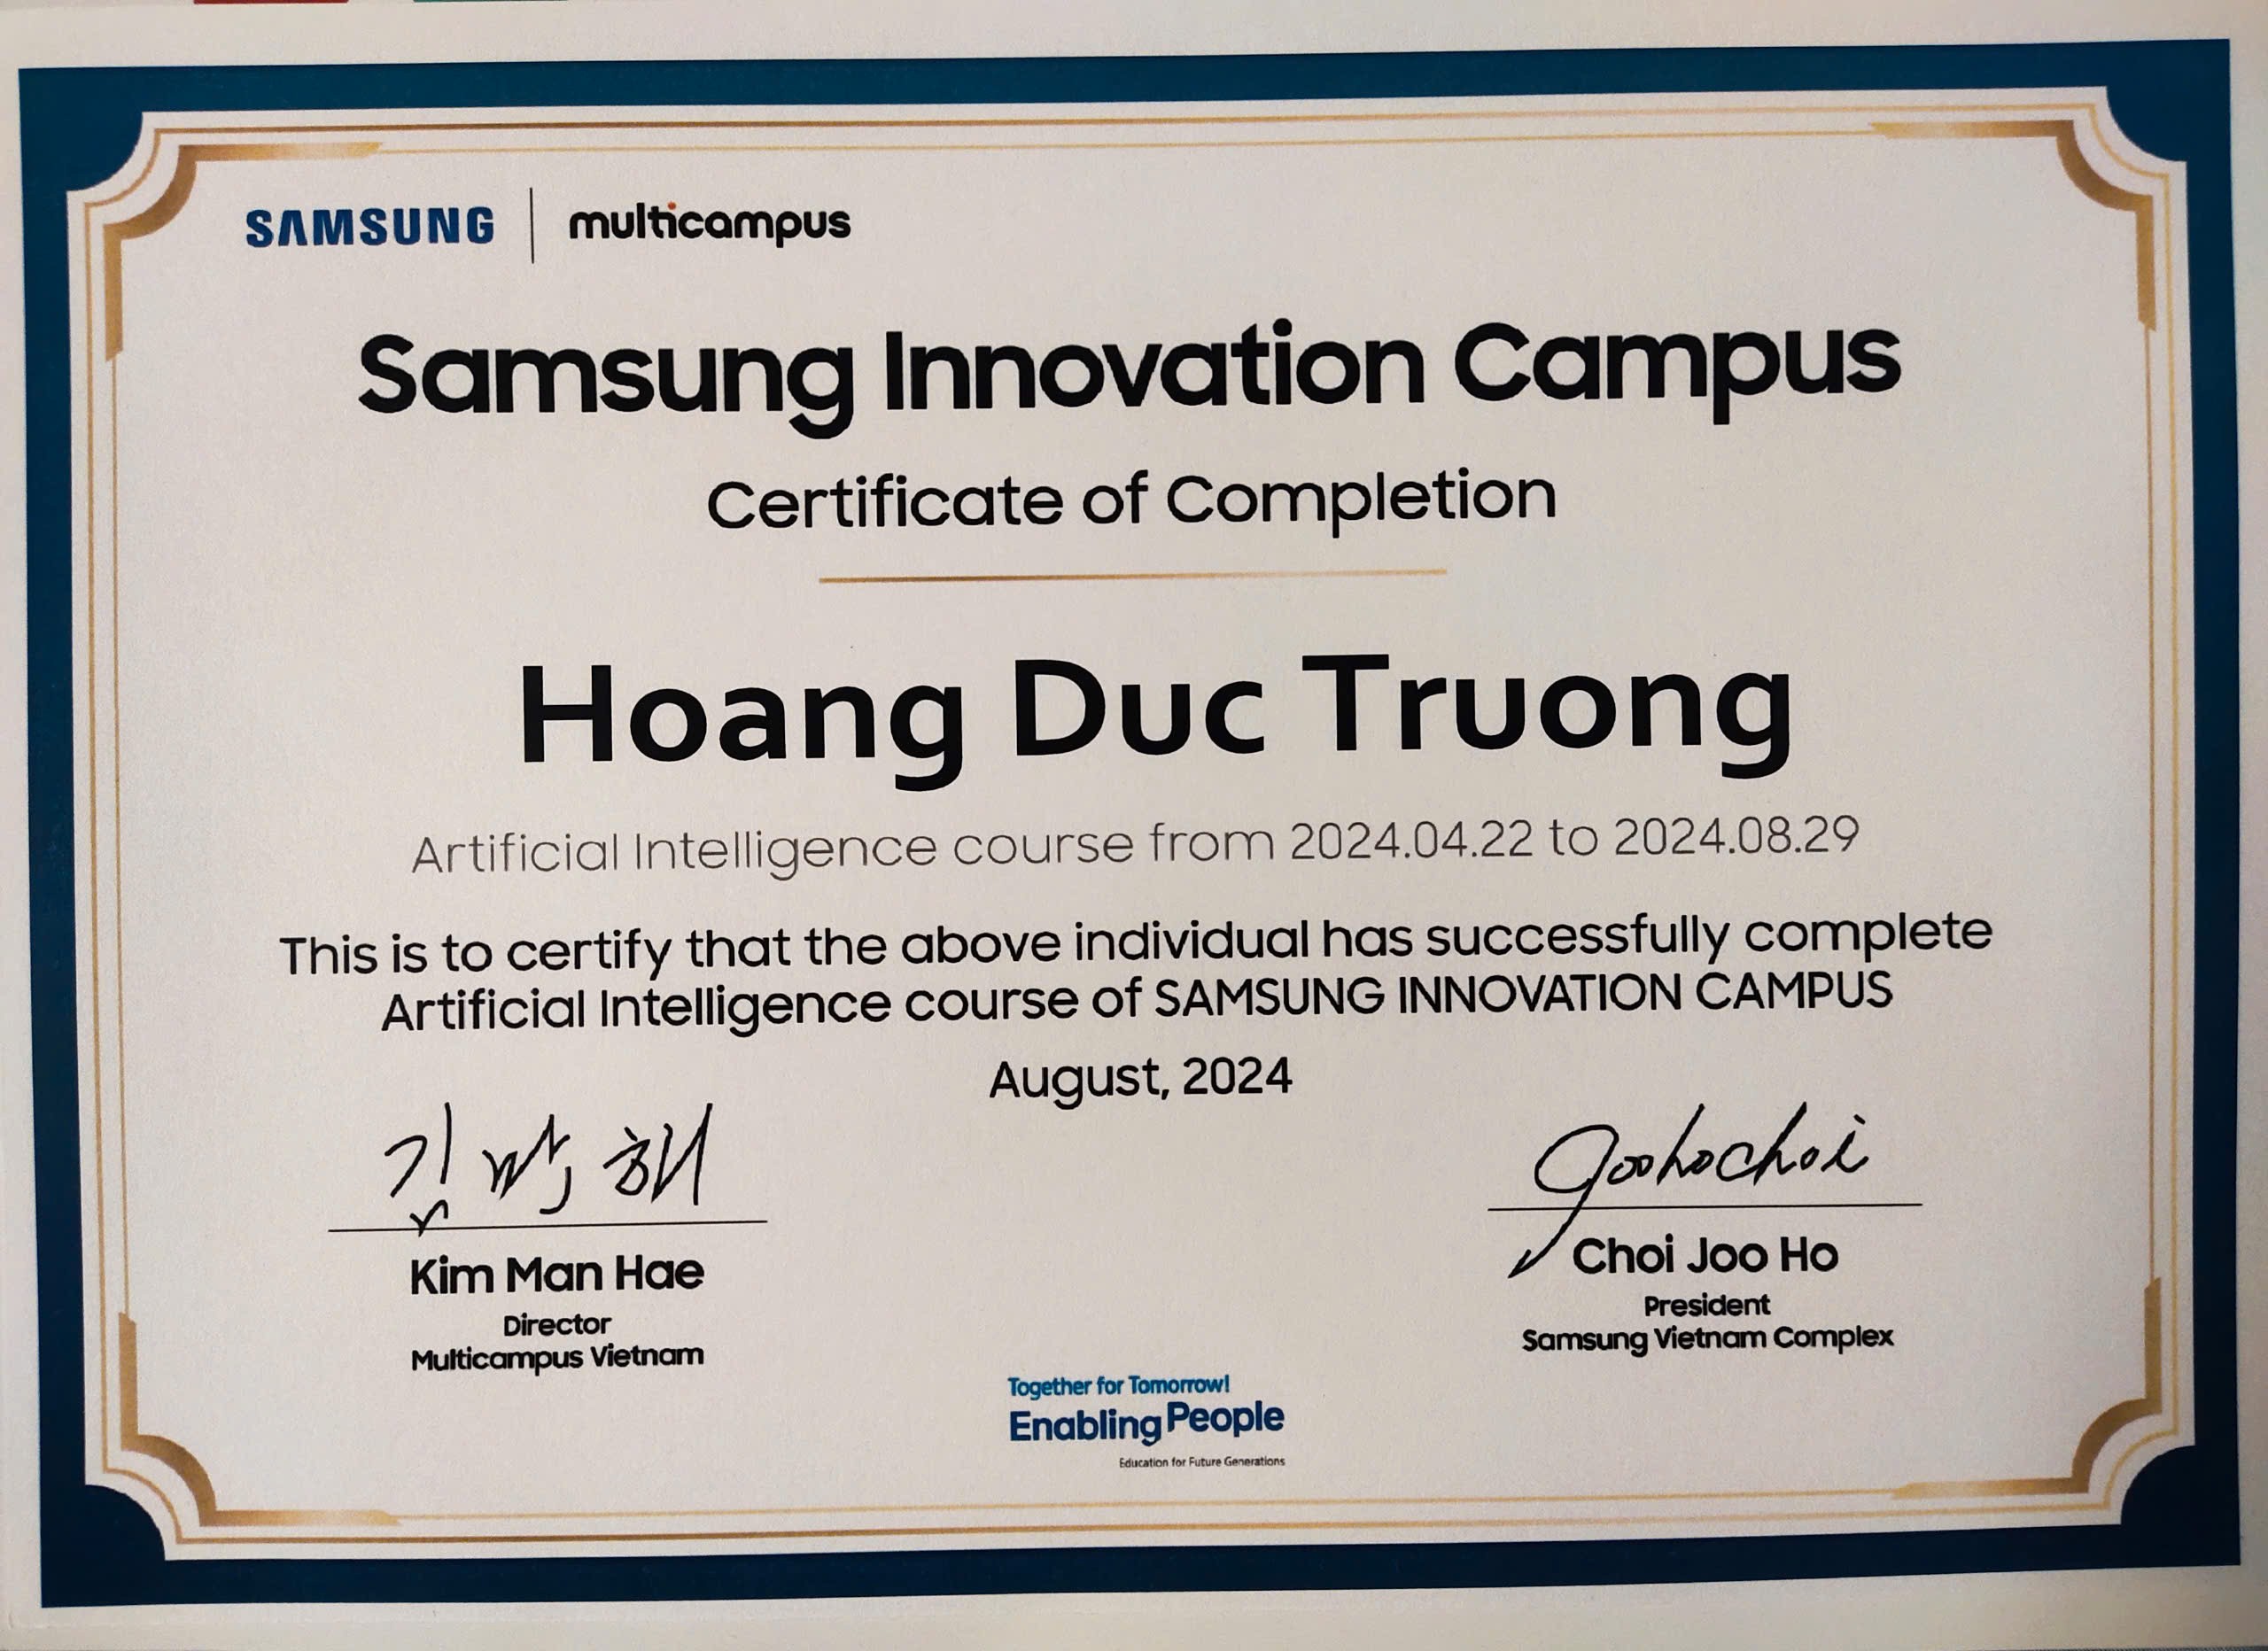 SAMSUNG | multicampus
Samsung Innovation Campus
Certificate of Completion
Hoang Duc Truong
Artificial Intelligence course from 2024.04.22 to 2024.08.29
This is to certify that the above individual has successfully complete
Artificial Intelligence course of SAMSUNG INNOVATION CAMPUS
August, 2024
김만해
Kim Man Hae
Director
Multicampus Vietnam
Joohochoi
Choi Joo Ho
President
Samsung Vietnam Complex
Together for Tomorrow!
Enabling People
Education for Future Generations